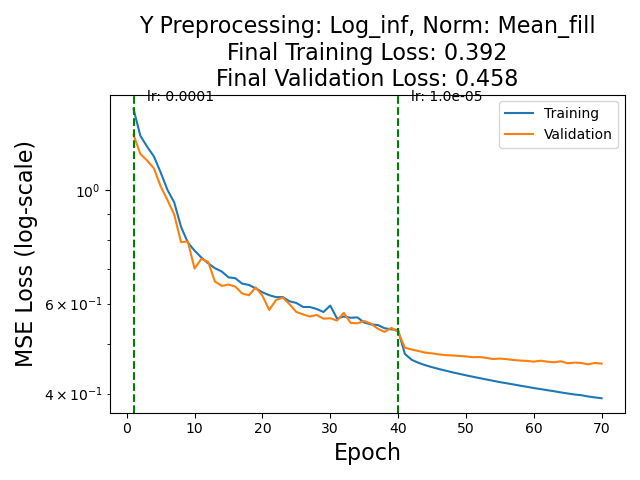 Y Preprocessing: Log_inf, Norm: Mean_fill
Final Training Loss: 0.392
Final Validation Loss: 0.458
lr: 0.0001
lr: 1.0e-05
Training
Validation
MSE Loss (log-scale)
10⁰
6 × 10⁻¹
4 × 10⁻¹
0 10 20 30 40 50 60 70
Epoch